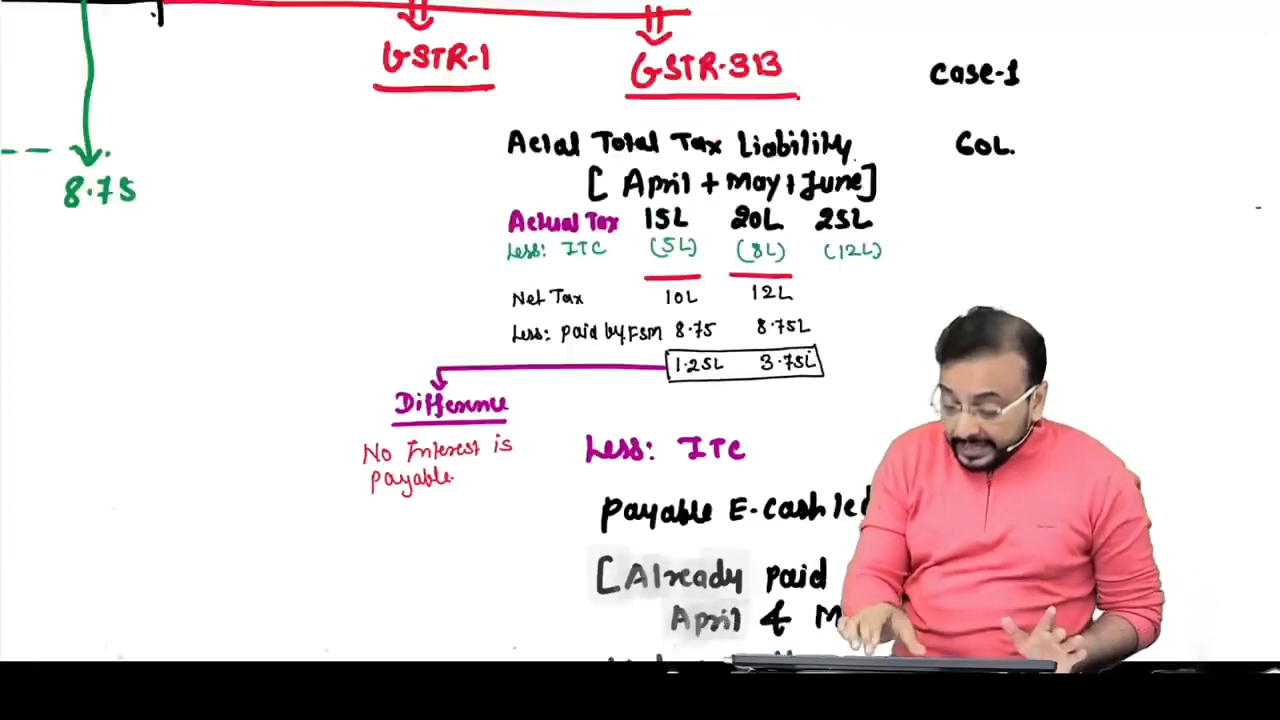 GSTR-1
GSTR-3B
Case-1
8.75
Actal Total Tax Liability
60L.
[April + May + June]
Actual Tax 15L 20L 25L
Less: ITC (5L) (8L) (12L)
Net Tax 10L 12L
Less: Paid by FSM 8.75 8.75L
1.25L 3.75L
Difference
No Interest is
payable.
Less: ITC
Payable E-cash
[Already paid
April &